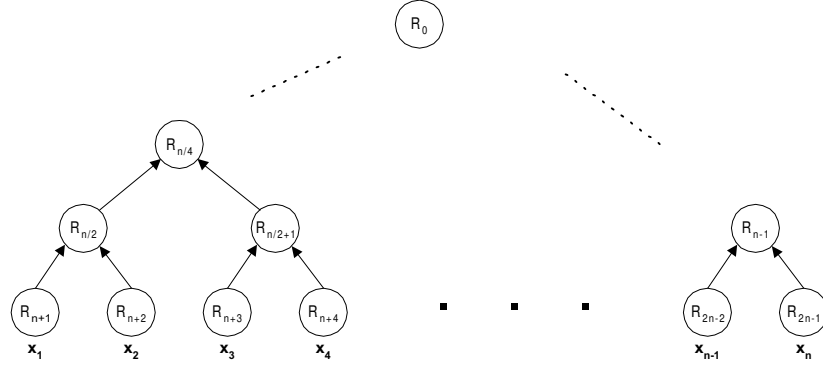 R₀
Rₙ/₄
Rₙ/₂ Rₙ/₂₊₁ Rₙ₋₁
Rₙ₊₁ Rₙ₊₂ Rₙ₊₃ Rₙ₊₄ R₂ₙ₋₂ R₂ₙ₋₁
x₁ x₂ x₃ x₄ xₙ₋₁ xₙ